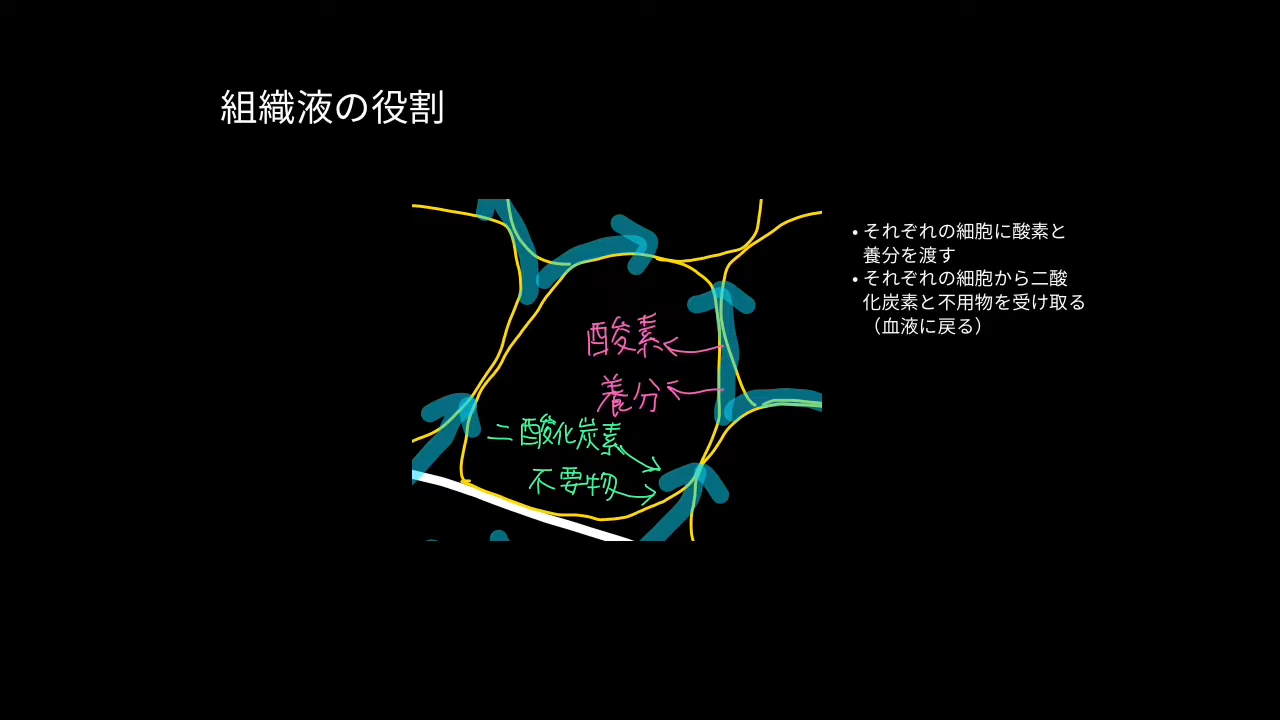 組織液の役割
酸素
養分
二酸化炭素
不要物
•それぞれの細胞に酸素と
養分を渡す
•それぞれの細胞から二酸
化炭素と不用物を受け取る
（血液に戻る）